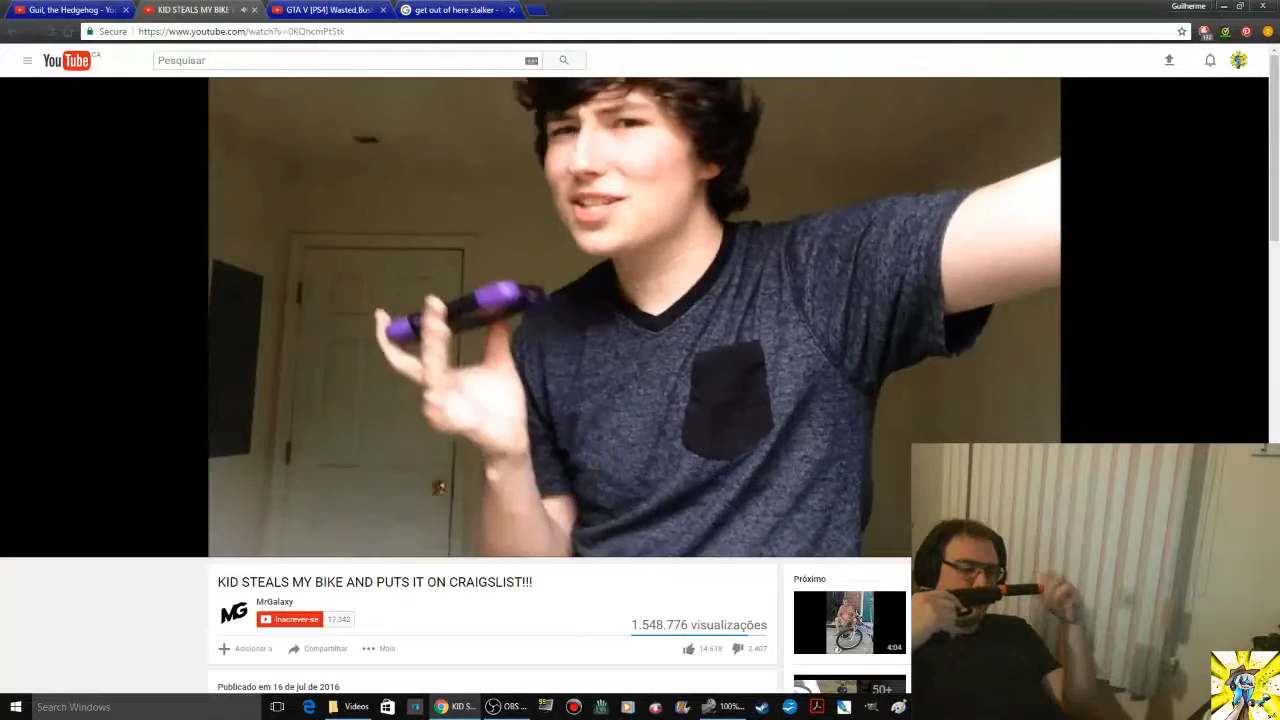 Guil, the Hedgehog - Yo
KID STEALS MY BIKE
GTA V [PS4] Wasted,Bus
get out of here stalker -
Guilherme
Secure
https://www.youtube.com/watch?v=0KQhcmPt5tk
132
YouTube CA
Pesquisar
KID STEALS MY BIKE AND PUTS IT ON CRAIGSLIST!!!
MG
MrGalaxy
Inscrever-se 17.342
1.548.776 visualizações
Adicionar a
Compartilhar
Mais
14.618
2.407
Publicado em 16 de jul de 2016
Próximo
4:04
50+
Search Windows
Videos
KID S...
OBS ...
100%...